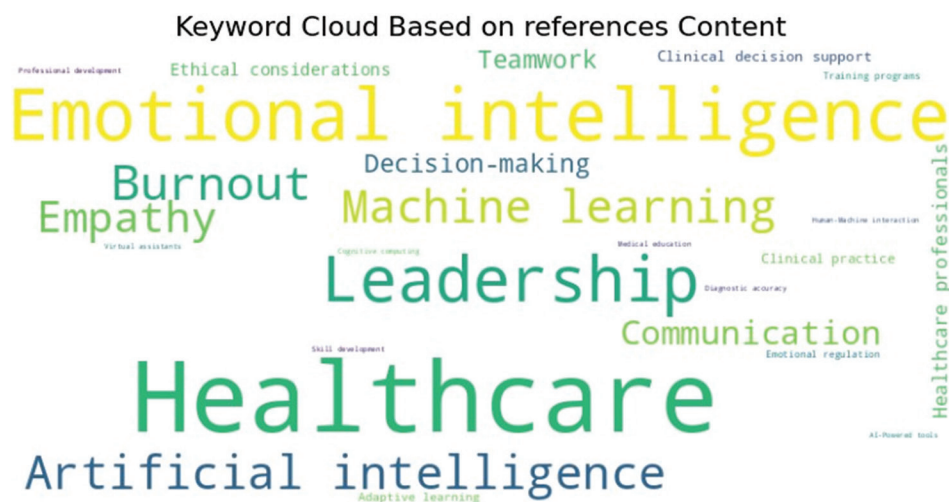 Keyword Cloud Based on references Content
Teamwork
Clinical decision support
Professional development
Ethical considerations
Training programs
Emotional intelligence
Decision-making
Burnout
Machine learning
Empathy
Human-Machine interaction
Healthcare professionals
Virtual assistants
Medical education
Cognitive computing
Clinical practice
Leadership
Diagnostic accuracy
Communication
Skill development
Emotional regulation
Healthcare
AI-Powered tools
Artificial intelligence
Adaptive learning